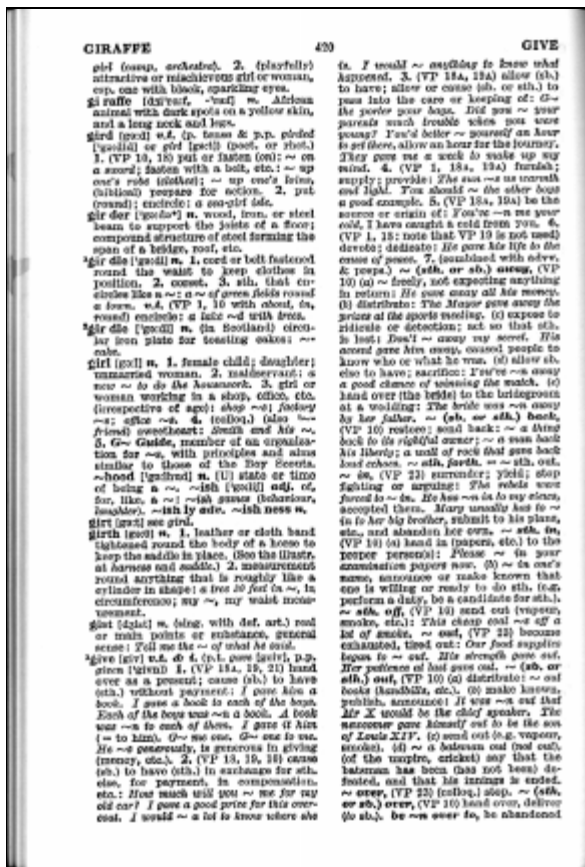 GIRAFFE 420 GIVE
girl (camp, orchestra). 2. (playfully)
attractive or mischievous girl or woman,
esp. one with black, sparkling eyes.
gi raffe n. African
animal with dark spots on a yellow skin,
and a long neck and legs.
gird v.t. (p. tense & p.p. girded
or girt) (poet. or rhet.)
1. (VP 10, 18) put or fasten (on): ~ on
a sword; fasten with a belt, etc.: ~ up
one's robe (clothes); ~ up one's loins,
(biblical) prepare for action. 2. put
(round); encircle: a sea-girt isle.
gir der n. wood, iron, or steel
beam to support the joists of a floor;
compound structure of steel forming the
span of a bridge, roof, etc.
¹gir dle n. 1. cord or belt fastened
round the waist to keep clothes in
position. 2. corset. 3. sth. that en-
circles like a ~: a ~ of green fields round
a town. v.t. (VP 1, 10 with about, in,
round) encircle: a lake ~d with trees.
²gir dle n. (in Scotland) circu-
lar iron plate for toasting cakes: ~-
cake.
girl n. 1. female child; daughter;
unmarried woman. 2. maidservant: a
new ~ to do the housework. 3. girl or
woman working in a shop, office, etc.
(irrespective of age): shop ~s; factory
~s; office ~s. 4. (colloq.) (also
friend) sweetheart: Smith and his ~.
5. G~ Guide, member of an organiza-
tion for ~s, with principles and aims
similar to those of the Boy Scouts.
~hood n. [U] state or time
of being a ~. ~ish adj. of,
for, like, a ~: ~ish games (behaviour,
laughter). ~ish ly adv. ~ish ness n.
girt see gird.
girth n. 1. leather or cloth band
tightened round the body of a horse to
keep the saddle in place. (See the illustr.
at harness and saddle.) 2. measurement
round anything that is roughly like a
cylinder in shape: a tree 10 feet in ~, in
circumference; my ~, my waist meas-
urement.
gist n. (sing. with def. art.) real
or main points or substance, general
sense: Tell me the ~ of what he said.
¹give v.t. & i. (p.t. gave, p.p.
given) 1. (VP 18A, 19, 21) hand
over as a present; cause (sb.) to have
(sth.) without payment: I gave him a
book. I gave a book to each of the boys.
Each of the boys was ~n a book. A book
was ~n to each of them. I gave it him
(= to him). G~ me one. G~ one to me.
He ~s generously, is generous in giving
(money, etc.). 2. (VP 18, 19, 10) cause
(sb.) to have (sth.) in exchange for sth.
else, for payment, in compensation,
etc.: How much will you ~ me for my
old car? I gave a good price for this over-
coat. I would ~ a lot to know where she
is. I would ~ anything to know what
happened. 3. (VP 18A, 19A) allow (sb.)
to have; allow or cause (sb. or sth.) to
pass into the care or keeping of: G~
the porter your bags. Did you ~ your
parents much trouble when you were
young? You'd better ~ yourself an hour
to get there, allow an hour for the journey.
They gave me a week to make up my
mind. 4. (VP 1, 18A, 19A) furnish;
supply; provide: The sun ~s us warmth
and light. You should ~ the other boys
a good example. 5. (VP 18A, 19A) be the
source or origin of: You've ~n me your
cold, I have caught a cold from you. 6.
(VP 1, 18: note that VP 19 is not used)
devote; dedicate: He gave his life to the
cause of peace. 7. (combined with advv.
& preps.) ~ (sth. or sb.) away, (VP
10) (a) ~ freely, not expecting anything
in return: He gave away all his money.
(b) distribute: The Mayor gave away the
prizes at the sports meeting. (c) expose to
ridicule or detection; act so that sth.
is lost: Don't ~ away my secret. His
accent gave him away, caused people to
know who or what he was. (d) allow sb.
else to have; sacrifice: You've ~n away
a good chance of winning the match. (e)
hand over (the bride) to the bridegroom
at a wedding: The bride was ~n away
by her father. ~ (sb. or sth.) back,
(VP 10) restore; send back: ~ a thing
back to its rightful owner; ~ a man back
his liberty; a wall of rock that gave back
loud echoes. ~ sth. forth. = ~ sth. out.
~ in, (VP 23) surrender; yield; stop
fighting or arguing: The rebels were
forced to ~ in. He has ~n in to my views,
accepted them. Mary usually has to ~
in to her big brother, submit to his plans,
etc., and abandon her own. ~ sth. in,
(VP 10) (a) hand in (papers, etc.) to the
proper person(s): Please ~ in your
examination papers now. (b) ~ in one's
name, announce or make known that
one is willing or ready to do sth. (e.g.
perform a duty, be a candidate for sth.).
~ sth. off, (VP 10) send out (vapour,
smoke, etc.): This cheap coal ~s off a
lot of smoke. ~ out, (VP 23) become
exhausted, tired out: Our food supplies
began to ~ out. His strength gave out.
Her patience at last gave out. ~ (sb. or
sth.) out, (VP 10) (a) distribute: ~ out
books (handbills, etc.). (b) make known,
publish, announce: It was ~n out that
Mr X would be the chief speaker. The
newcomer gave himself out to be the son
of Louis XIV. (c) send out (e.g. vapour,
smoke). (d) ~ a batsman out (not out),
(of the umpire, cricket) say that the
batsman has been (has not been) de-
feated, and that his innings is ended.
~ over, (VP 23) (colloq.) stop. ~ (sth.
or sb.) over, (VP 10) hand over, deliver
(to sb.). be ~n over to, be abandoned